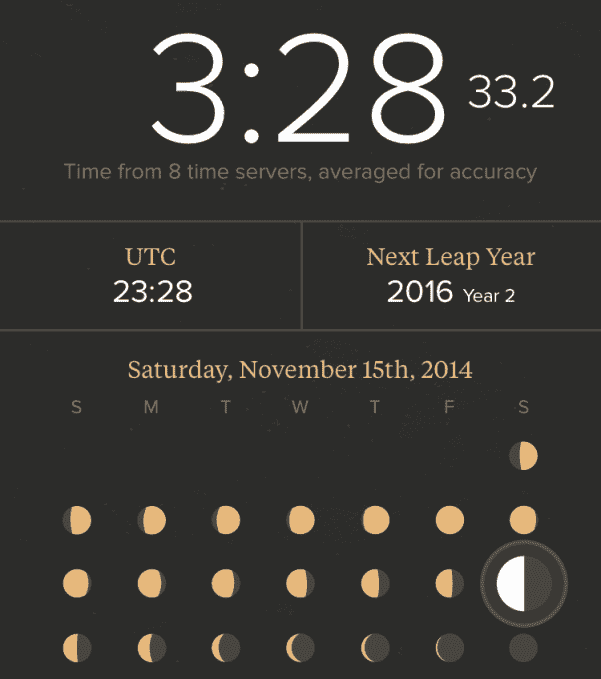 3:28 33.2
Time from 8 time servers, averaged for accuracy
UTC
23:28
Next Leap Year
2016 Year 2
Saturday, November 15th, 2014
S M T W T F S